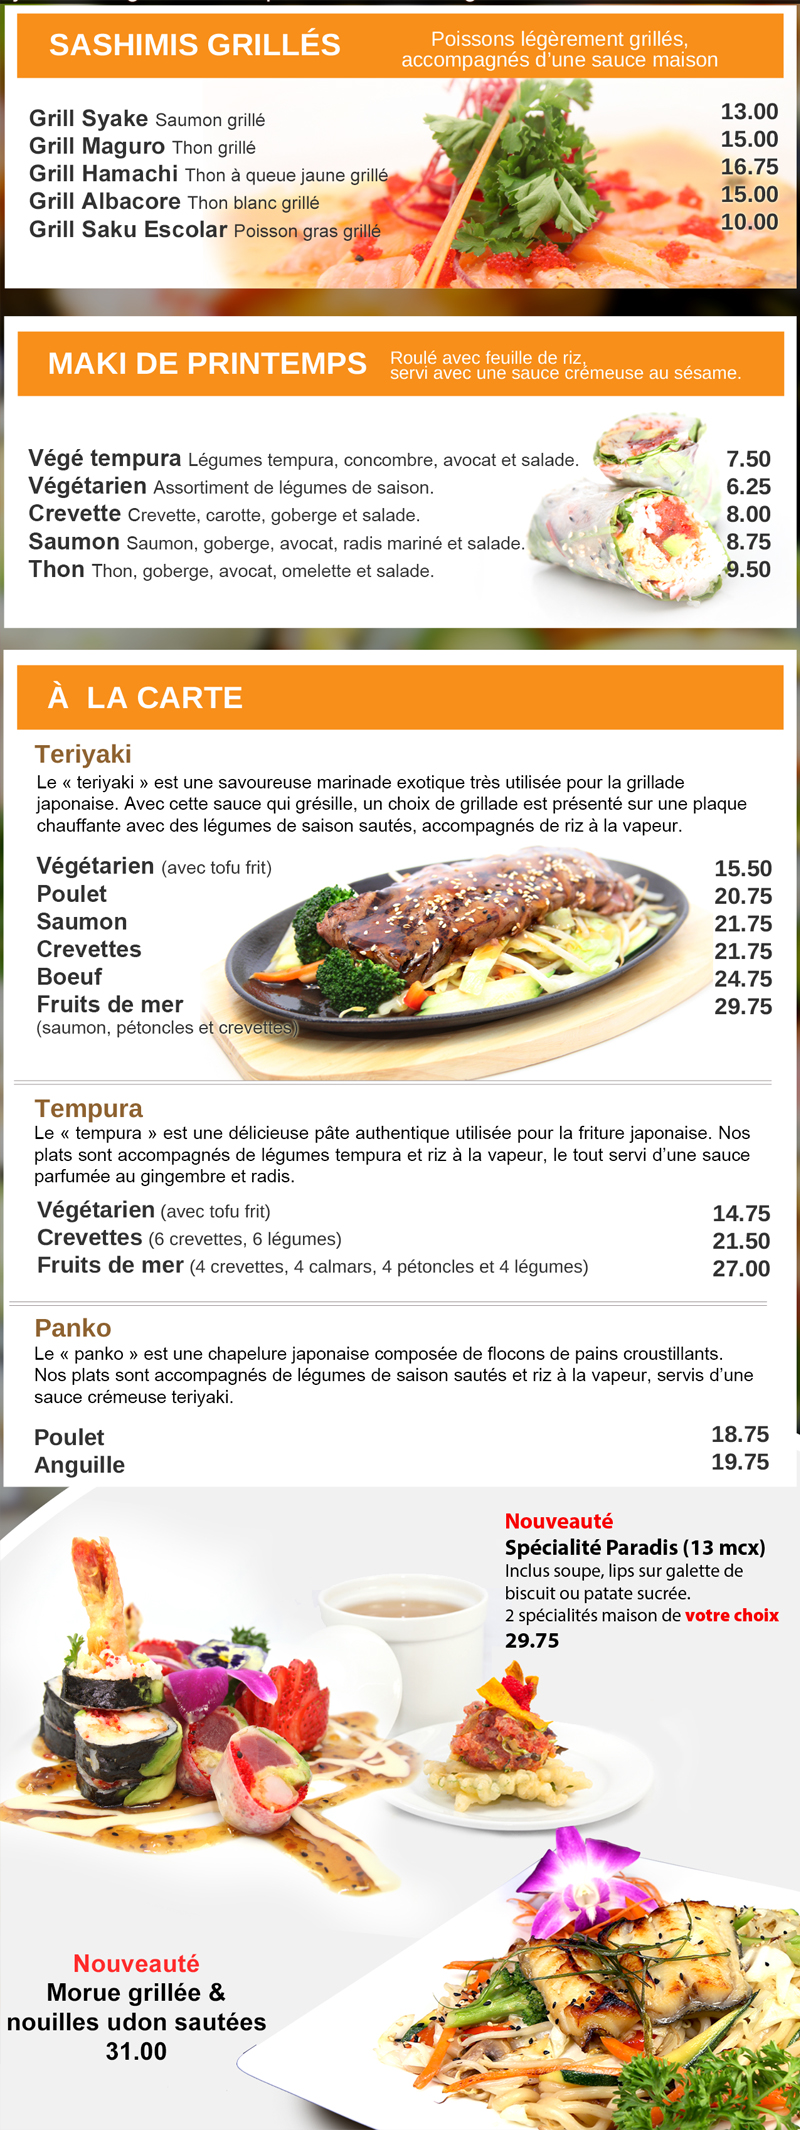 SASHIMIS GRILLÉS
Poissons légèrement grillés,
accompagnés d'une sauce maison
Grill Syake Saumon grillé 13.00
Grill Maguro Thon grillé 15.00
Grill Hamachi Thon à queue jaune grillé 16.75
Grill Albacore Thon blanc grillé 15.00
Grill Saku Escolar Poisson gras grillé 10.00
MAKI DE PRINTEMPS
Roulé avec feuille de riz,
servi avec une sauce crémeuse au sésame.
Végé tempura Légumes tempura, concombre, avocat et salade. 7.50
Végétarien Assortiment de légumes de saison. 6.25
Crevette Crevette, carotte, goberge et salade. 8.00
Saumon Saumon, goberge, avocat, radis mariné et salade. 8.75
Thon Thon, goberge, avocat, omelette et salade. 9.50
À LA CARTE
Teriyaki
Le « teriyaki » est une savoureuse marinade exotique très utilisée pour la grillade
japonaise. Avec cette sauce qui grésille, un choix de grillade est présenté sur une plaque
chauffante avec des légumes de saison sautés, accompagnés de riz à la vapeur.
Végétarien (avec tofu frit) 15.50
Poulet 20.75
Saumon 21.75
Crevettes 21.75
Boeuf 24.75
Fruits de mer 29.75
(saumon, pétoncles et crevettes)
Tempura
Le « tempura » est une délicieuse pâte authentique utilisée pour la friture japonaise. Nos
plats sont accompagnés de légumes tempura et riz à la vapeur, le tout servi d'une sauce
parfumée au gingembre et radis.
Végétarien (avec tofu frit) 14.75
Crevettes (6 crevettes, 6 légumes) 21.50
Fruits de mer (4 crevettes, 4 calmars, 4 pétoncles et 4 légumes) 27.00
Panko
Le « panko » est une chapelure japonaise composée de flocons de pains croustillants.
Nos plats sont accompagnés de légumes de saison sautés et riz à la vapeur, servis d'une
sauce crémeuse teriyaki.
Poulet 18.75
Anguille 19.75
Nouveauté
Spécialité Paradis (13 mcx)
Inclus soupe, lips sur galette de
biscuit ou patate sucrée.
2 spécialités maison de votre choix
29.75
Nouveauté
Morue grillée &
nouilles udon sautées
31.00